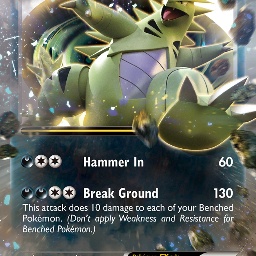 Hammer In 60
Break Ground 130
This attack does 10 damage to each of your Benched
Pokémon. (Don't apply Weakness and Resistance for
Benched Pokémon.)